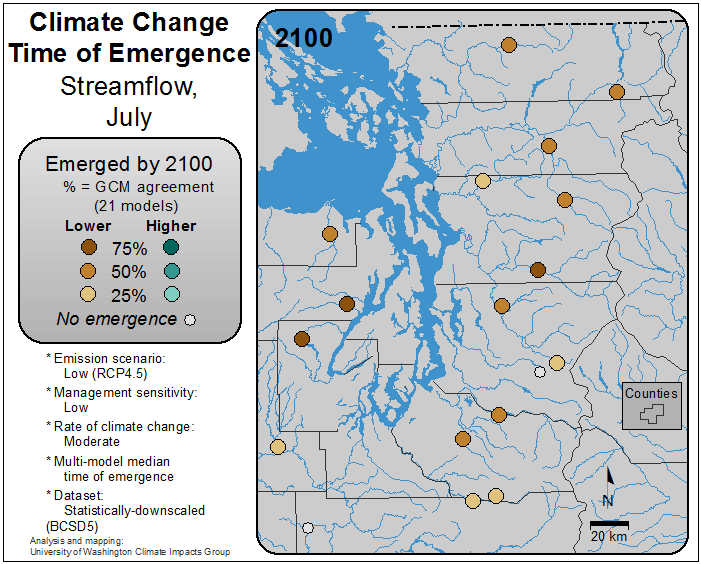 Climate Change
Time of Emergence
Streamflow,
July
Emerged by 2100
% = GCM agreement
(21 models)
Lower Higher
75%
50%
25%
No emergence
* Emission scenario:
Low (RCP4.5)
* Management sensitivity:
Low
* Rate of climate change:
Moderate
* Multi-model median
time of emergence
* Dataset:
Statistically-downscaled
(BCSD5)
Analysis and mapping:
University of Washington Climate Impacts Group
2100
Counties
N
20 km